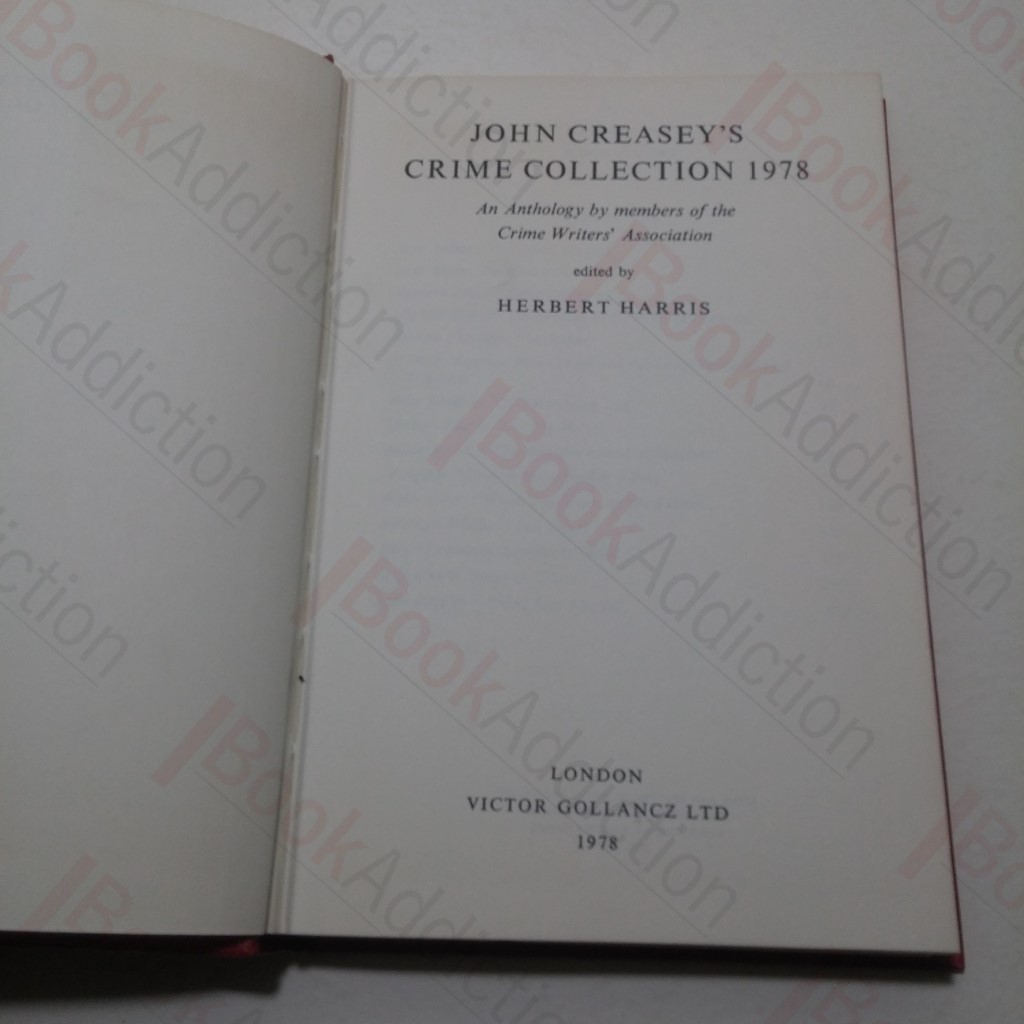 JOHN CREASEY'S
CRIME COLLECTION 1978
An Anthology by members of the
Crime Writers' Association
edited by
HERBERT HARRIS
LONDON
VICTOR GOLLANCZ LTD
1978
BookAddiction